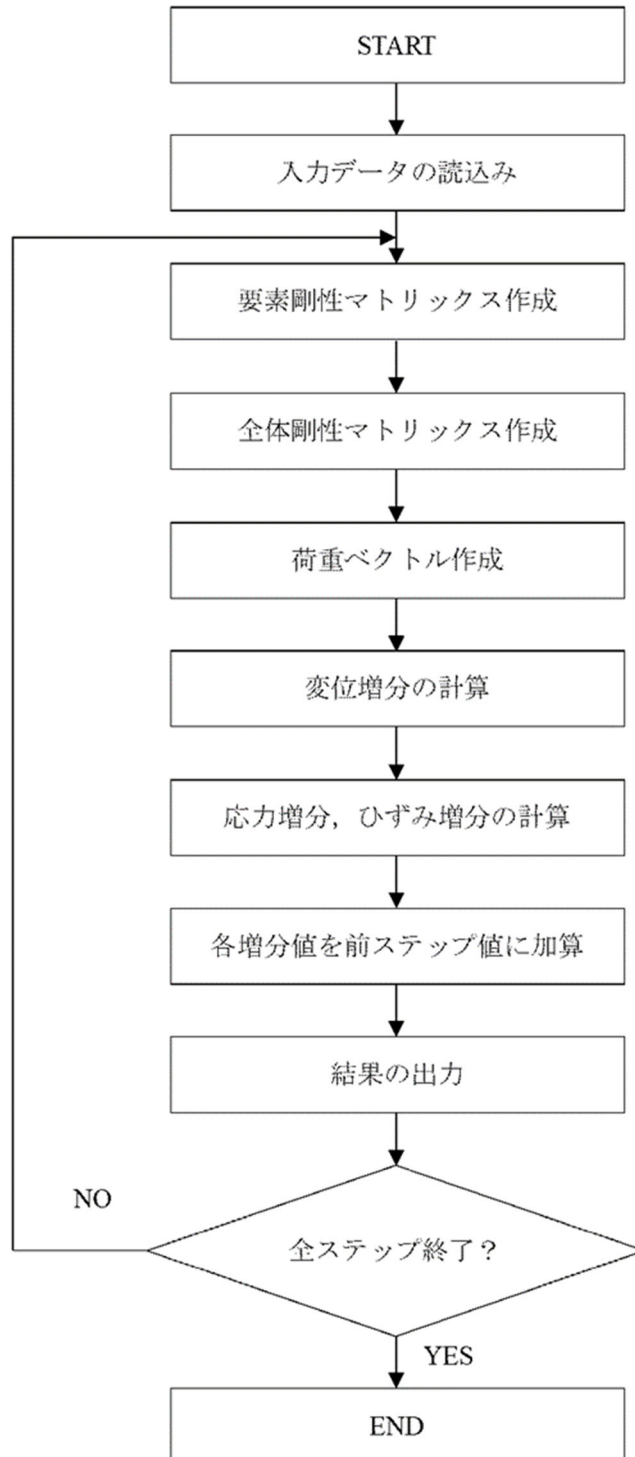 START
入力データの読込み
要素剛性マトリックス作成
全体剛性マトリックス作成
荷重ベクトル作成
変位増分の計算
応力増分，ひずみ増分の計算
各増分値を前ステップ値に加算
結果の出力
NO
全ステップ終了？
YES
END